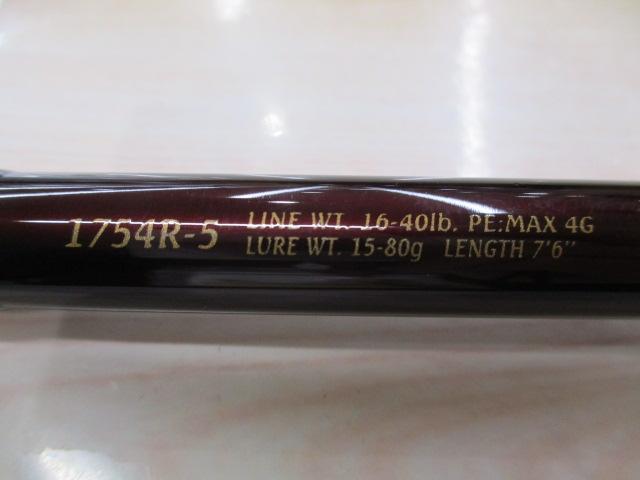 1754R-5
LINE WT. 16-40lb. PE:MAX 4G
LURE WT. 15-80g LENGTH 7'6"